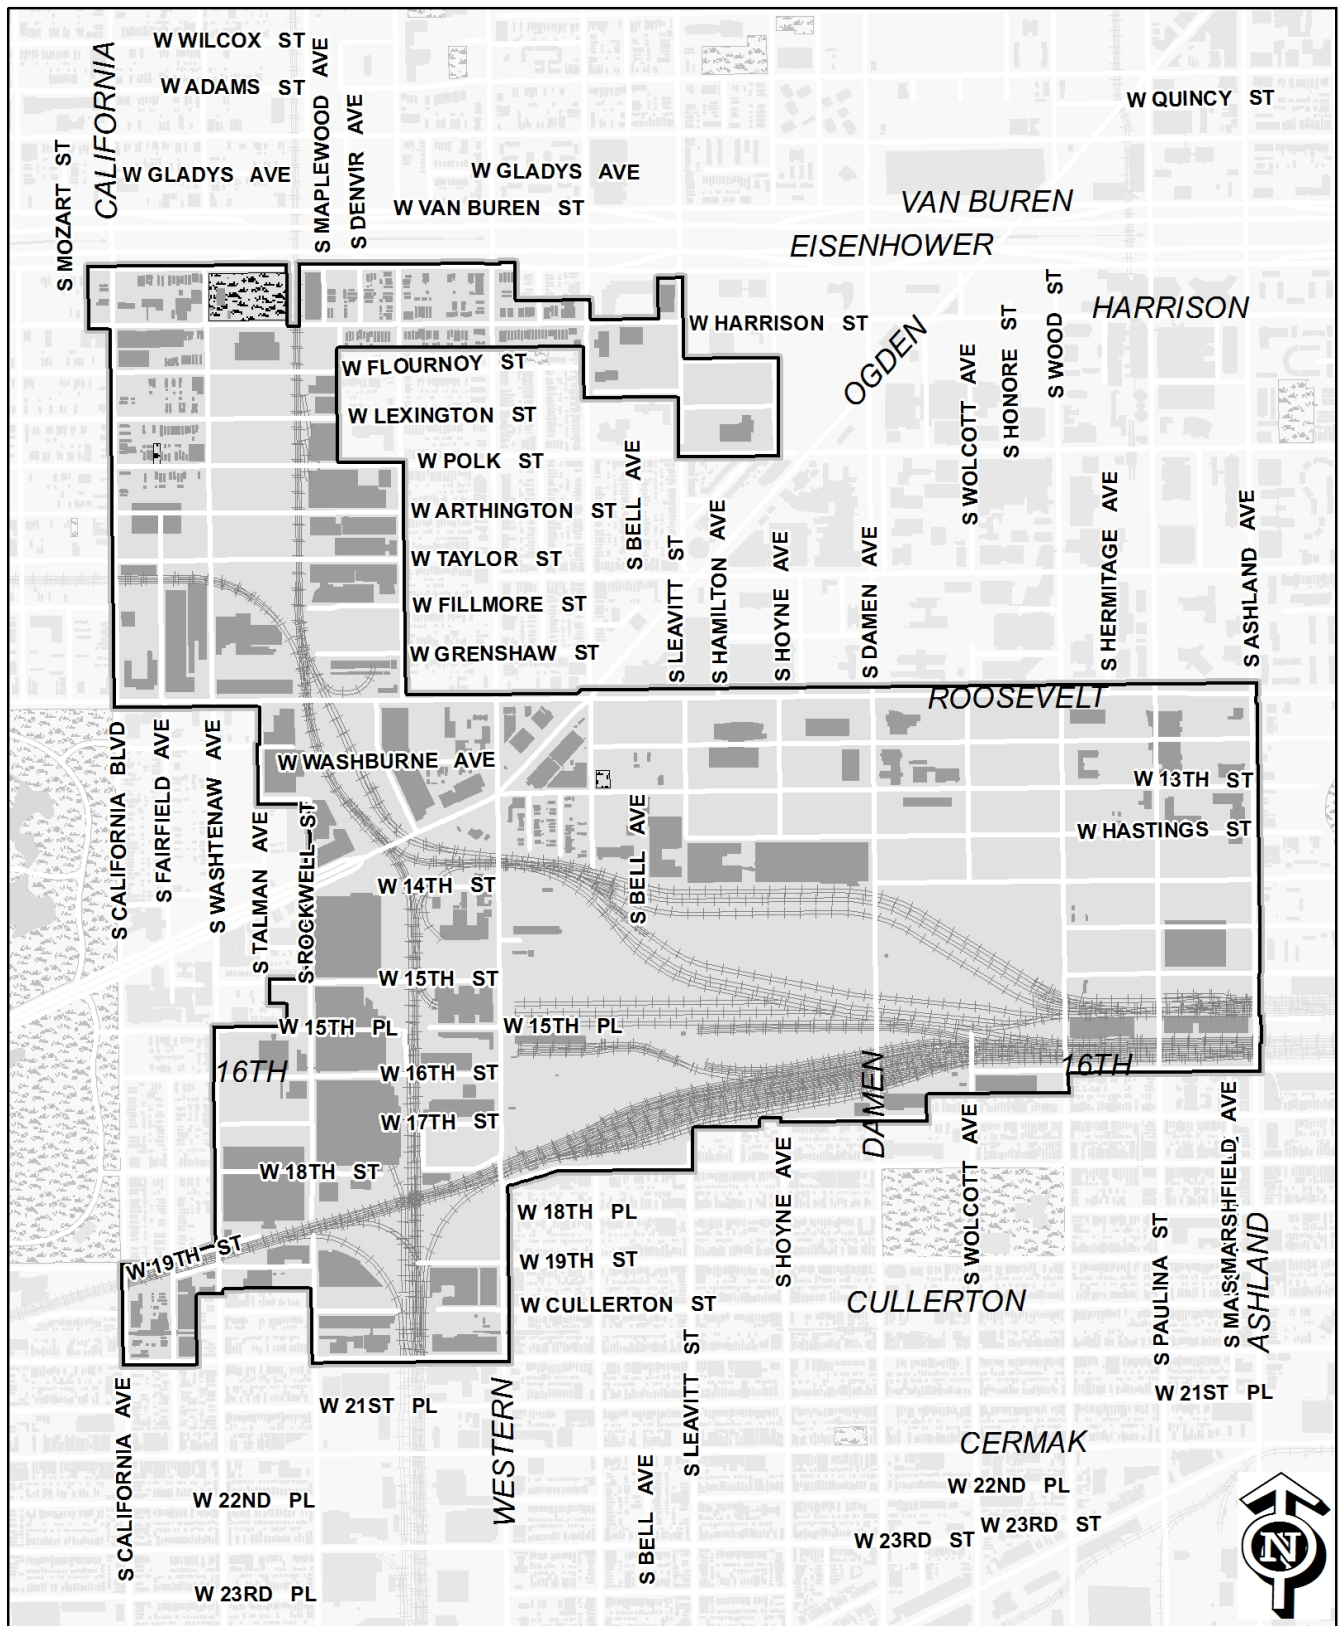 W WILCOX ST
W ADAMS ST
W QUINCY ST
S MOZART ST
CALIFORNIA
S MAPLEWOOD AVE
S DENVIR AVE
W GLADYS AVE
W GLADYS AVE
W VAN BUREN ST
VAN BUREN
EISENHOWER
HARRISON
W HARRISON ST
OGDEN
S WOLCOTT AVE
S HONORE ST
S WOOD ST
W FLOURNOY ST
W LEXINGTON ST
W POLK ST
W ARTHINGTON ST
W TAYLOR ST
W FILLMORE ST
W GRENSHAW ST
S BELL AVE
S LEAVITT ST
S HAMILTON AVE
S HOYNE AVE
S DAMEN AVE
S HERMITAGE AVE
S ASHLAND AVE
ROOSEVELT
S CALIFORNIA BLVD
S FAIRFIELD AVE
S WASHTENAW AVE
S TALMAN AVE
S ROCKWELL ST
W WASHBURNE AVE
W 13TH ST
W HASTINGS ST
S BELL AVE
W 14TH ST
W 15TH ST
W 15TH PL
W 15TH PL
16TH
W 16TH ST
16TH
W 17TH ST
DAMEN
W 18TH ST
W 18TH PL
W 19TH ST
W 19TH ST
W CULLERTON ST
CULLERTON
S HOYNE AVE
S WOLCOTT AVE
S PAULINA ST
S MARSHFIELD AVE
ASHLAND
S CALIFORNIA AVE
W 21ST PL
WESTERN
S LEAVITT ST
S BELL AVE
W 21ST PL
CERMAK
W 22ND PL
W 22ND PL
W 23RD ST
W 23RD ST
W 23RD PL
N